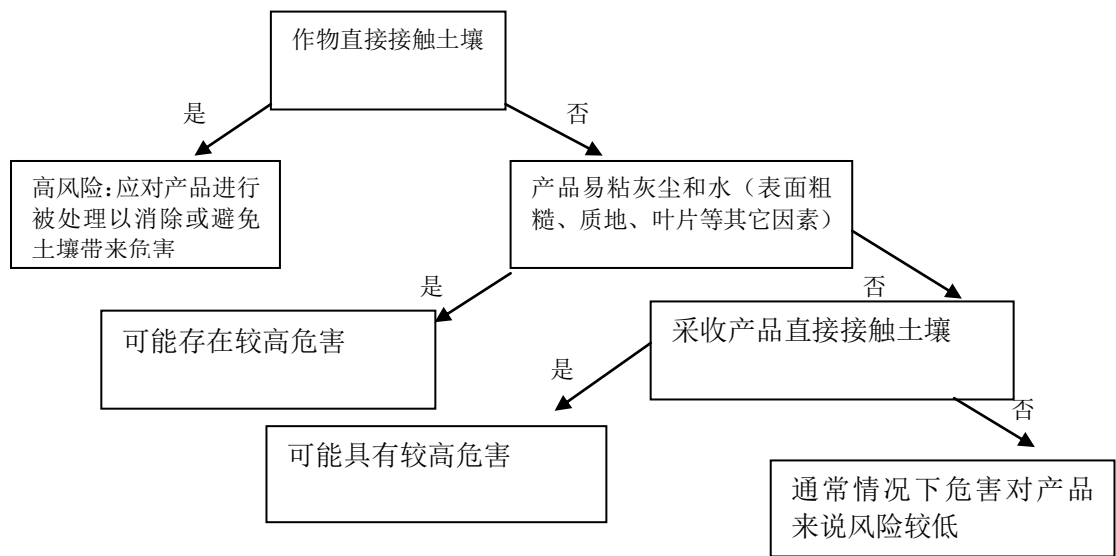 作物直接接触土壤
是
否
高风险：应对产品进行
被处理以消除或避免
土壤带来危害
产品易粘灰尘和水（表面粗
糙、质地、叶片等其它因素）
是
否
可能存在较高危害
采收产品直接接触土壤
是
否
可能具有较高危害
通常情况下危害对产品
来说风险较低